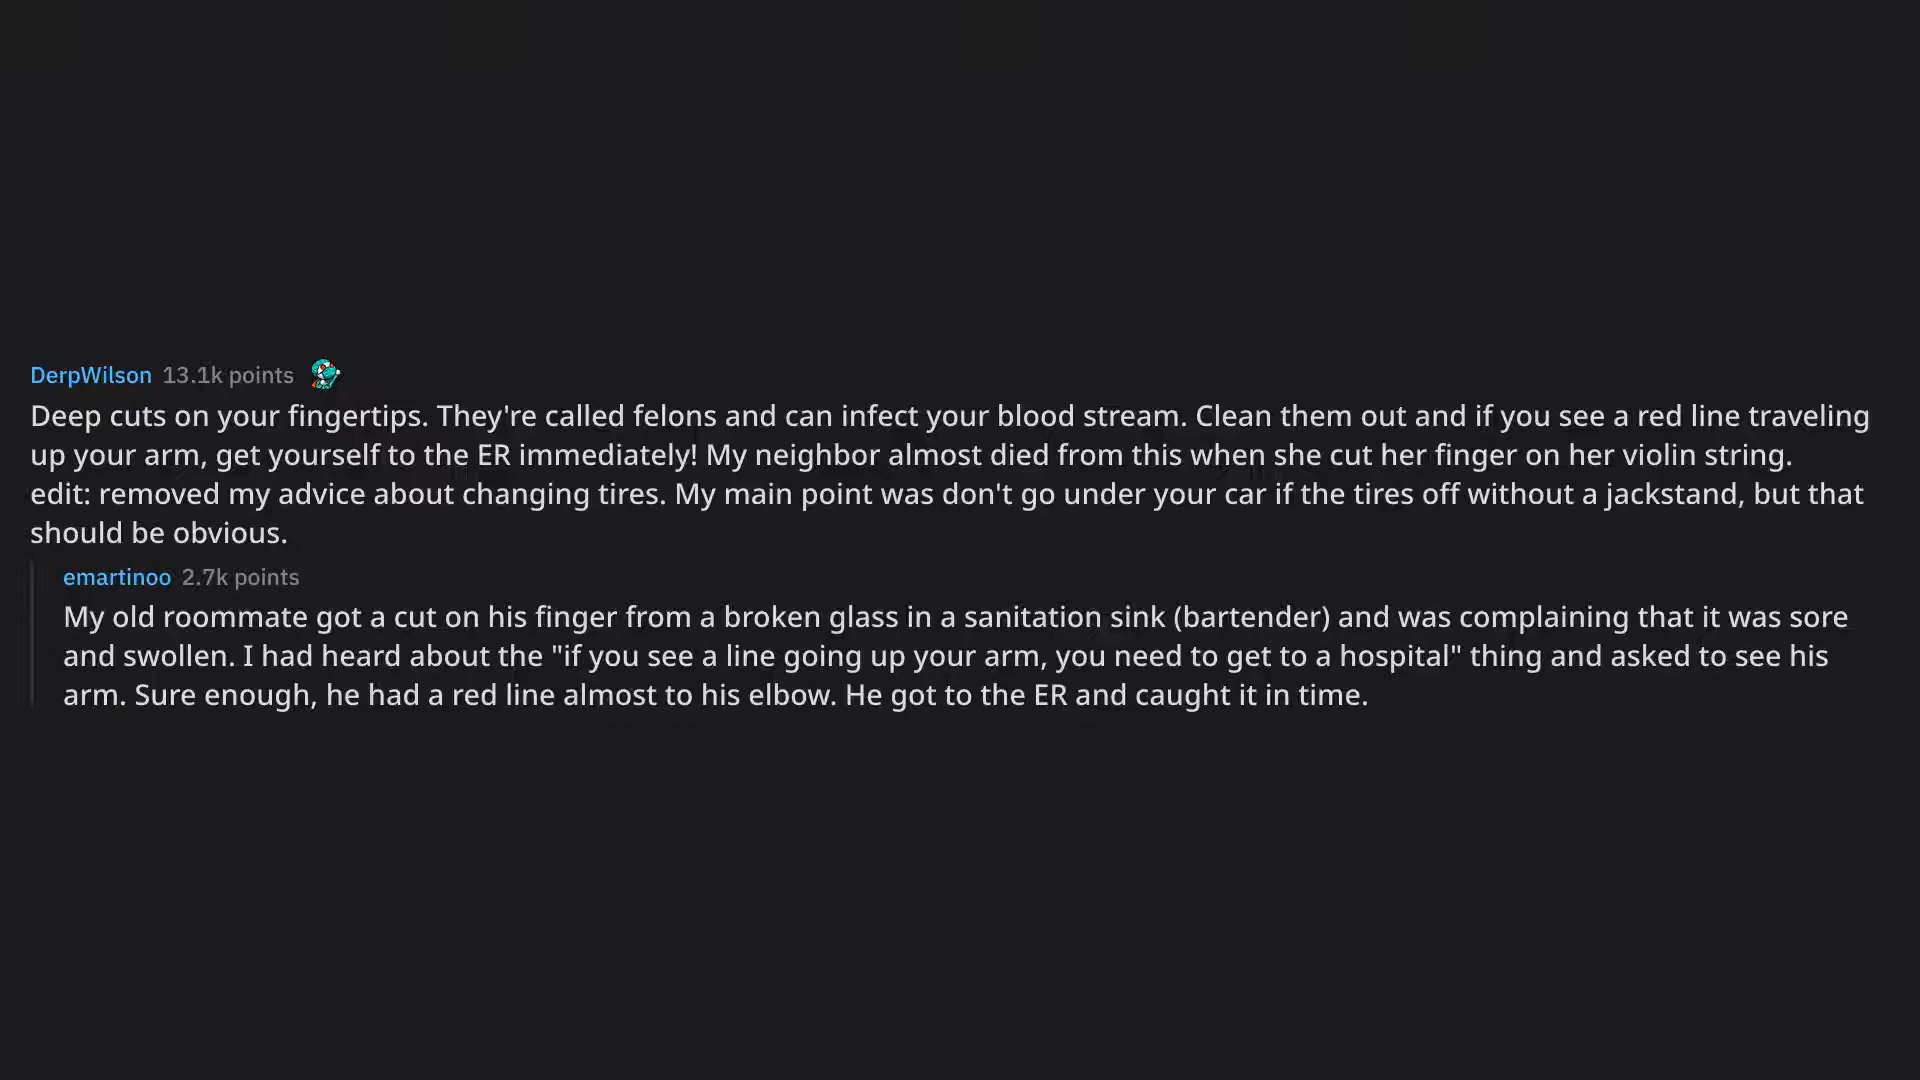 DerpWilson 13.1k points
Deep cuts on your fingertips. They're called felons and can infect your blood stream. Clean them out and if you see a red line traveling
up your arm, get yourself to the ER immediately! My neighbor almost died from this when she cut her finger on her violin string.
edit: removed my advice about changing tires. My main point was don't go under your car if the tires off without a jackstand, but that
should be obvious.
emartinoo 2.7k points
My old roommate got a cut on his finger from a broken glass in a sanitation sink (bartender) and was complaining that it was sore
and swollen. I had heard about the "if you see a line going up your arm, you need to get to a hospital" thing and asked to see his
arm. Sure enough, he had a red line almost to his elbow. He got to the ER and caught it in time.